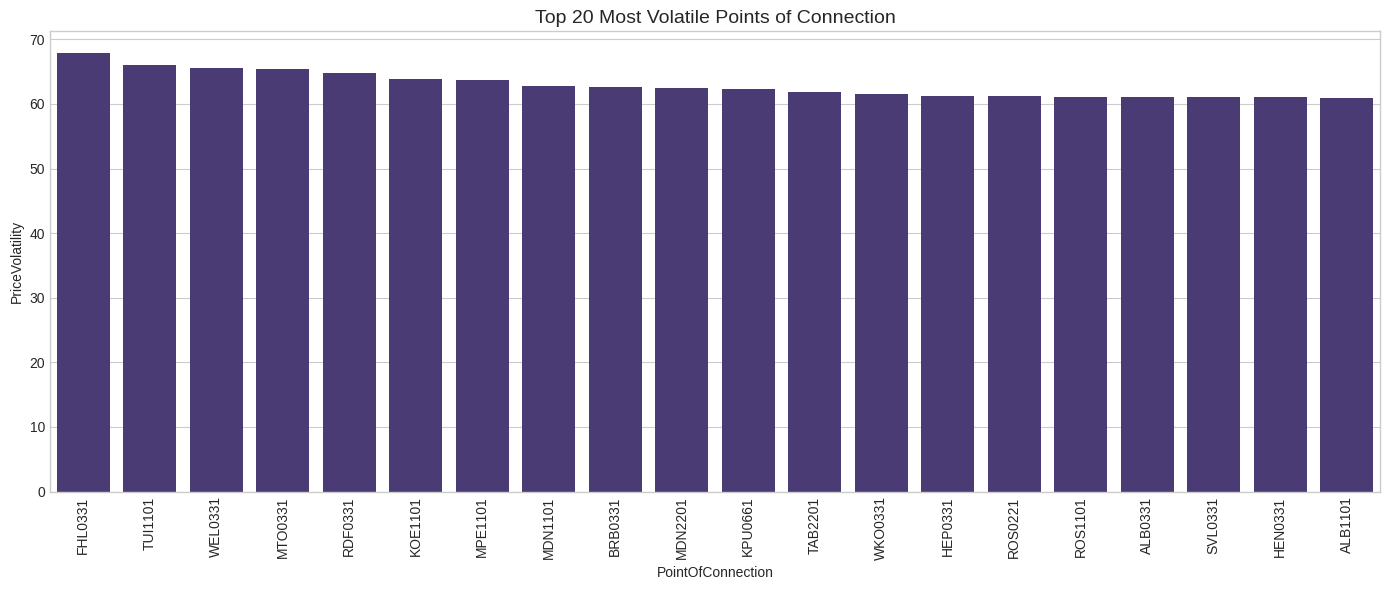 Top 20 Most Volatile Points of Connection
PriceVolatility
70
60
50
40
30
20
10
0
FHL0331
TUI1101
WEL0331
MTO0331
RDF0331
KOE1101
MPE1101
MDN1101
BRB0331
MDN2201
KPU0661
TAB2201
WKO0331
HEP0331
ROS0221
ROS1101
ALB0331
SVL0331
HEN0331
ALB1101
PointOfConnection